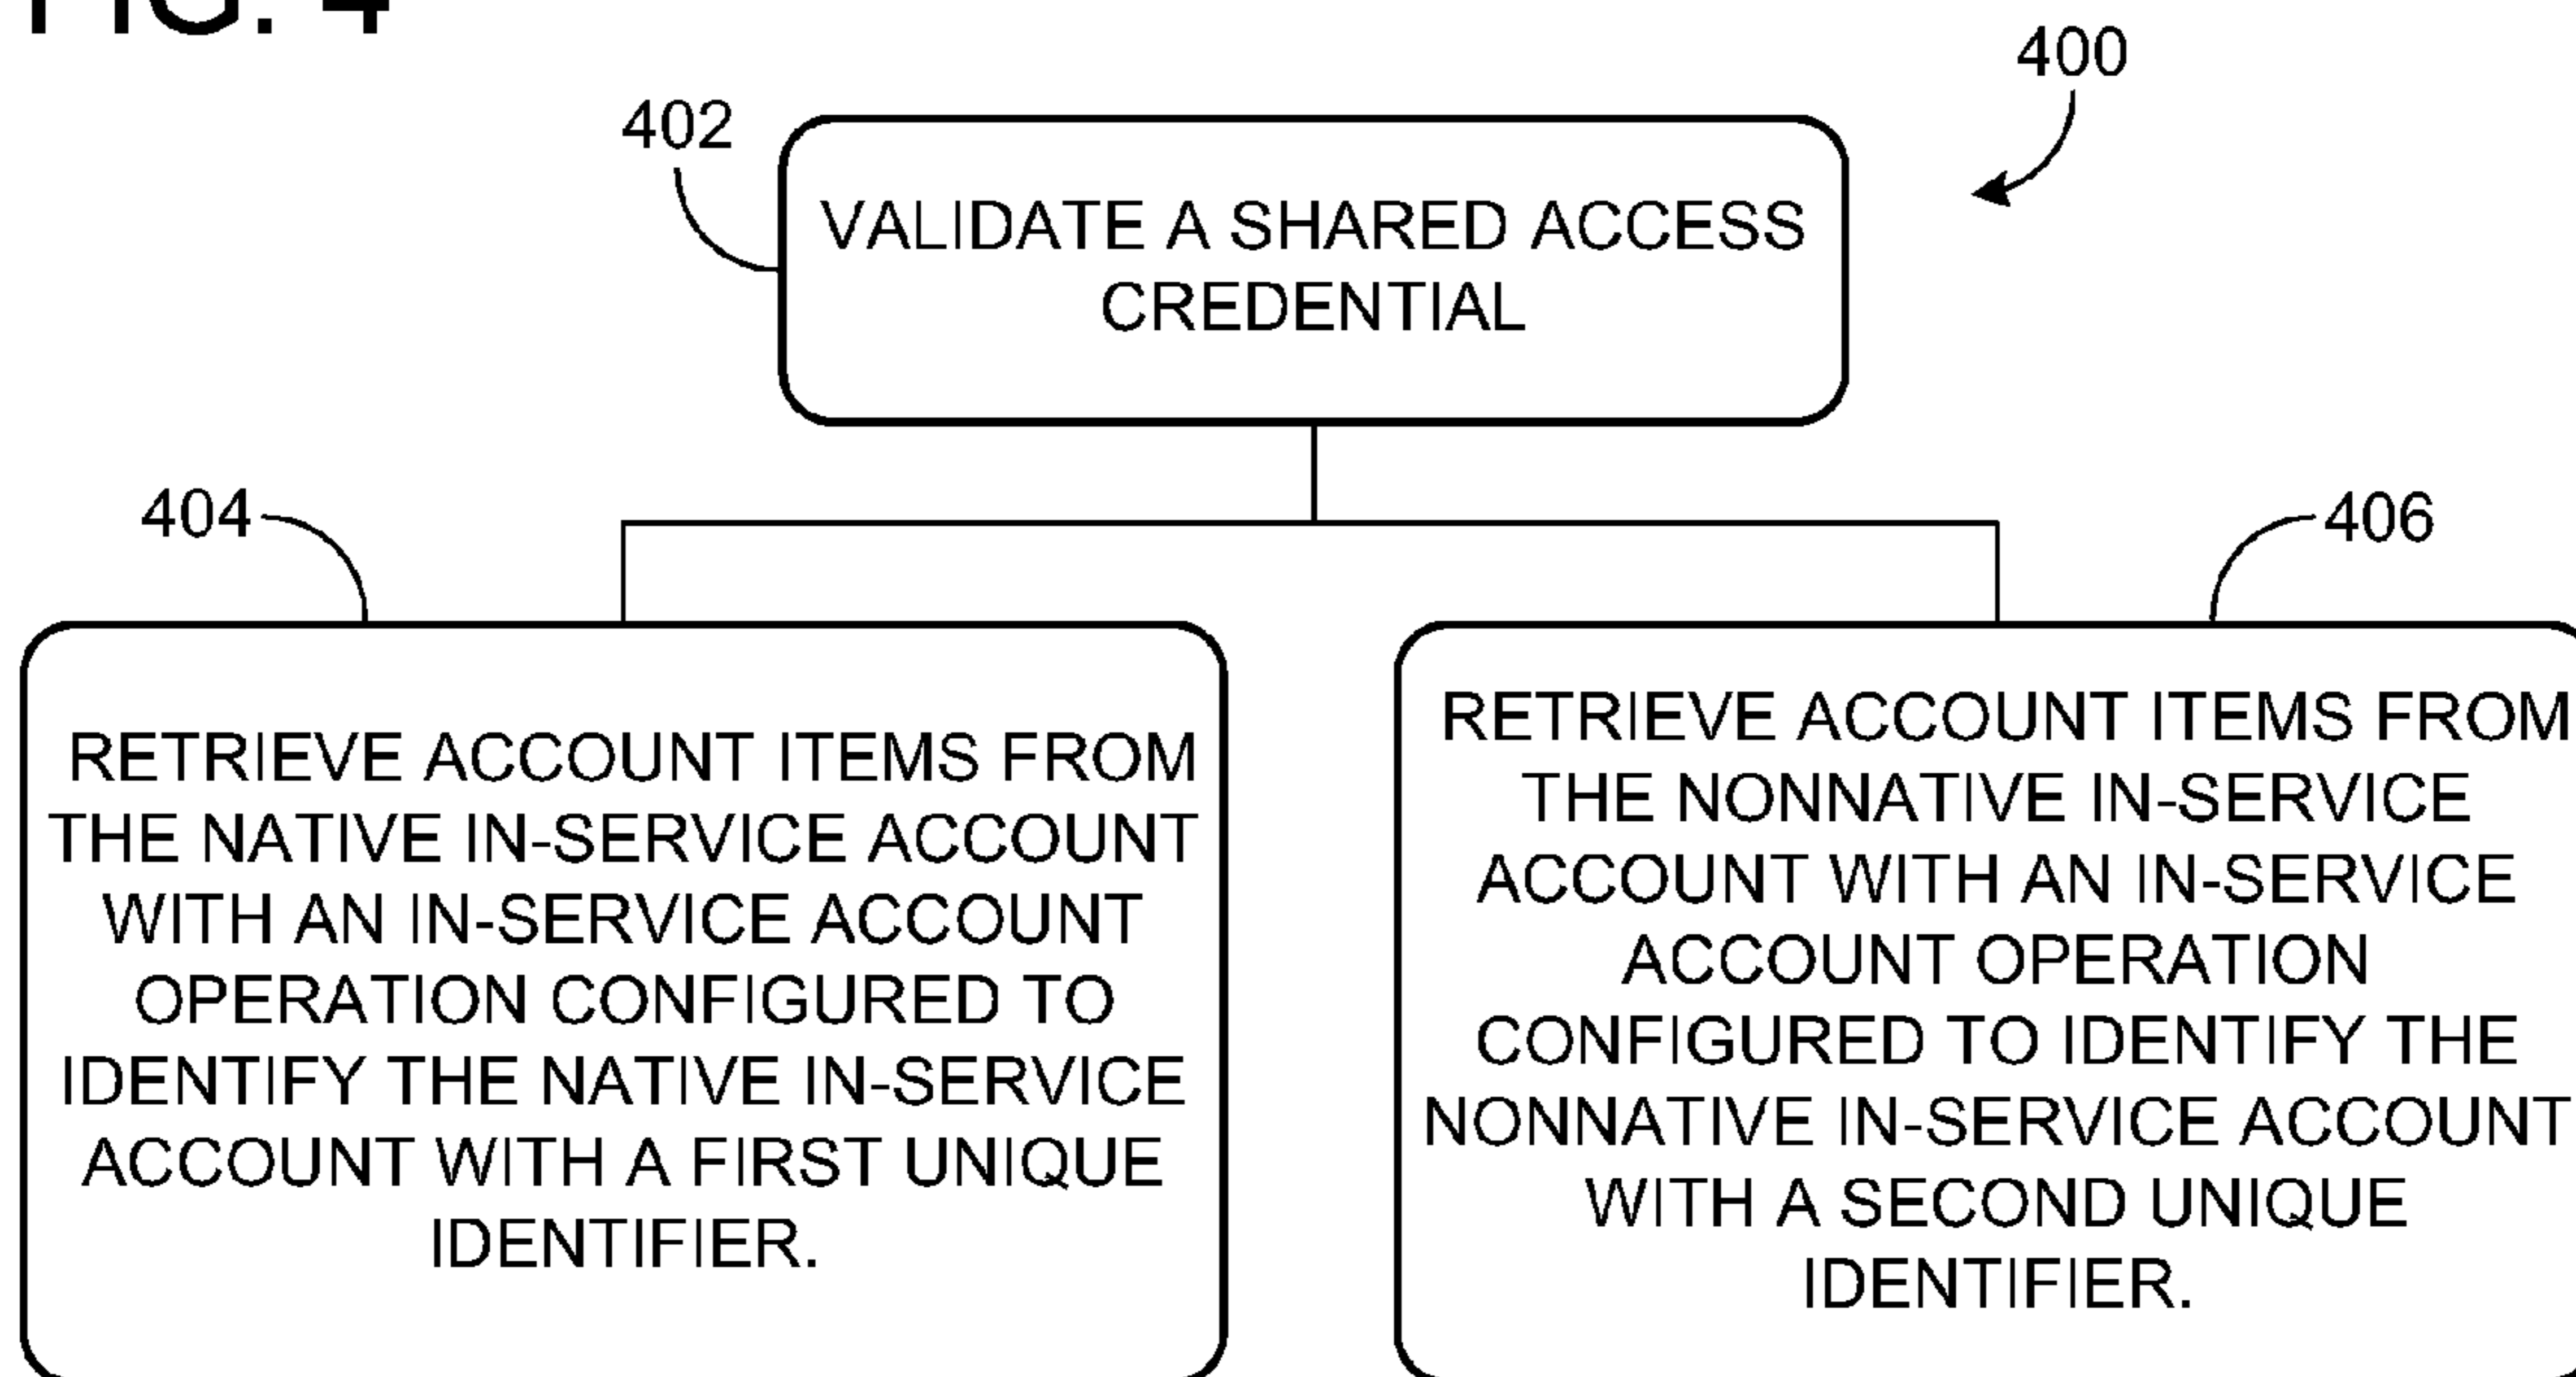 FIG. 4
400
402
VALIDATE A SHARED ACCESS
CREDENTIAL
404
406
RETRIEVE ACCOUNT ITEMS FROM
THE NATIVE IN-SERVICE ACCOUNT
WITH AN IN-SERVICE ACCOUNT
OPERATION CONFIGURED TO
IDENTIFY THE NATIVE IN-SERVICE
ACCOUNT WITH A FIRST UNIQUE
IDENTIFIER.
RETRIEVE ACCOUNT ITEMS FROM
THE NONNATIVE IN-SERVICE
ACCOUNT WITH AN IN-SERVICE
ACCOUNT OPERATION
CONFIGURED TO IDENTIFY THE
NONNATIVE IN-SERVICE ACCOUNT
WITH A SECOND UNIQUE
IDENTIFIER.